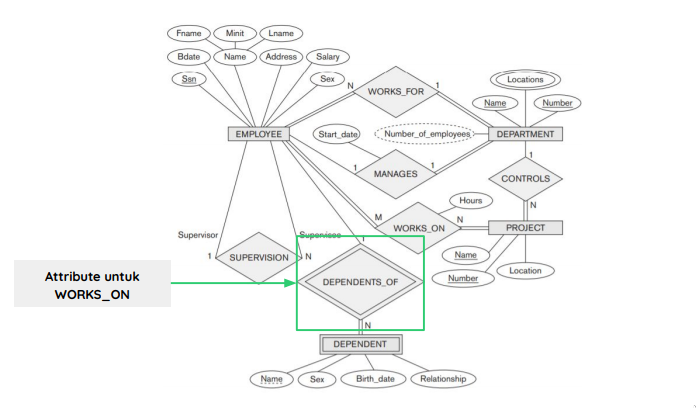 Fname
Minit
Lname
Bdate
Name
Address
Salary
Ssn
Sex
EMPLOYEE
N
WORKS_FOR
1
Locations
Name
Number
Start_date
Number_of_employees
DEPARTMENT
1
MANAGES
1
1
CONTROLS
N
Hours
M
WORKS_ON
N
PROJECT
Name
Number
Location
Supervisor
Supervisee
1
SUPERVISION
N
1
Attribute untuk
WORKS_ON
DEPENDENTS_OF
N
DEPENDENT
Name
Sex
Birth_date
Relationship